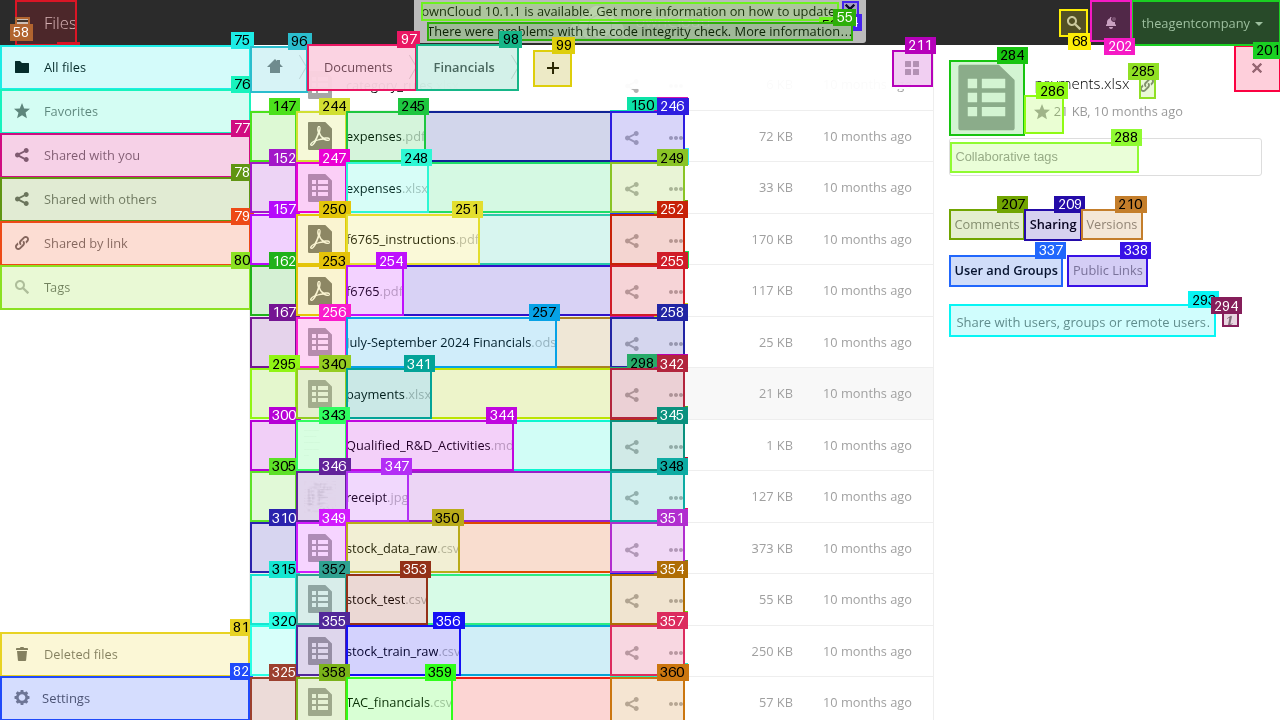 Files
58
ownCloud 10.1.1 is available. Get more information on how to update
55
There were problems with the code integrity check. More information...
68
202
theagentcompany
75
All files
76
Favorites
77
Shared with you
78
Shared with others
79
Shared by link
80
Tags
81
Deleted files
82
Settings
96
97
Documents
98
Financials
99
+
211
147 244 245 150 246
expenses.pdf 72 KB 10 months ago
152 247 248 249
expenses.xlsx 33 KB 10 months ago
157 250 251 252
f6765_instructions.pdf 170 KB 10 months ago
162 253 254 255
f6765.pdf 117 KB 10 months ago
167 256 257 258
July-September 2024 Financials.ods 25 KB 10 months ago
295 340 341 298 342
payments.xlsx 21 KB 10 months ago
300 343 344 345
Qualified_R&D_Activities.md 1 KB 10 months ago
305 346 347 348
receipt.jpg 127 KB 10 months ago
310 349 350 351
stock_data_raw.csv 373 KB 10 months ago
315 352 353 354
stock_test.csv 55 KB 10 months ago
320 355 356 357
stock_train_raw.csv 250 KB 10 months ago
325 358 359 360
TAC_financials.csv 57 KB 10 months ago
201
284
285
286
KB, 10 months ago
288
Collaborative tags
207 209 210
Comments Sharing Versions
337 338
User and Groups Public Links
294
Share with users, groups or remote users.